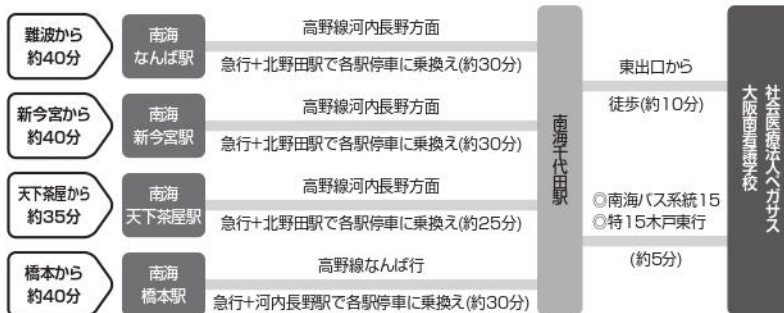 難波から
約40分
南海
なんば駅
高野線河内長野方面
急行+北野田駅で各駅停車に乗換え(約30分)
新今宮から
約40分
南海
新今宮駅
高野線河内長野方面
急行+北野田駅で各駅停車に乗換え(約30分)
天下茶屋から
約35分
南海
天下茶屋駅
高野線河内長野方面
急行+北野田駅で各駅停車に乗換え(約25分)
橋本から
約40分
南海
橋本駅
高野線なんば行
急行+河内長野駅で各駅停車に乗換え(約30分)
南海千代田駅
東出口から
徒歩(約10分)
◎南海バス系統15
◎特15木戸東行
(約5分)
社会医療法人ペガサス
大阪南看護学校